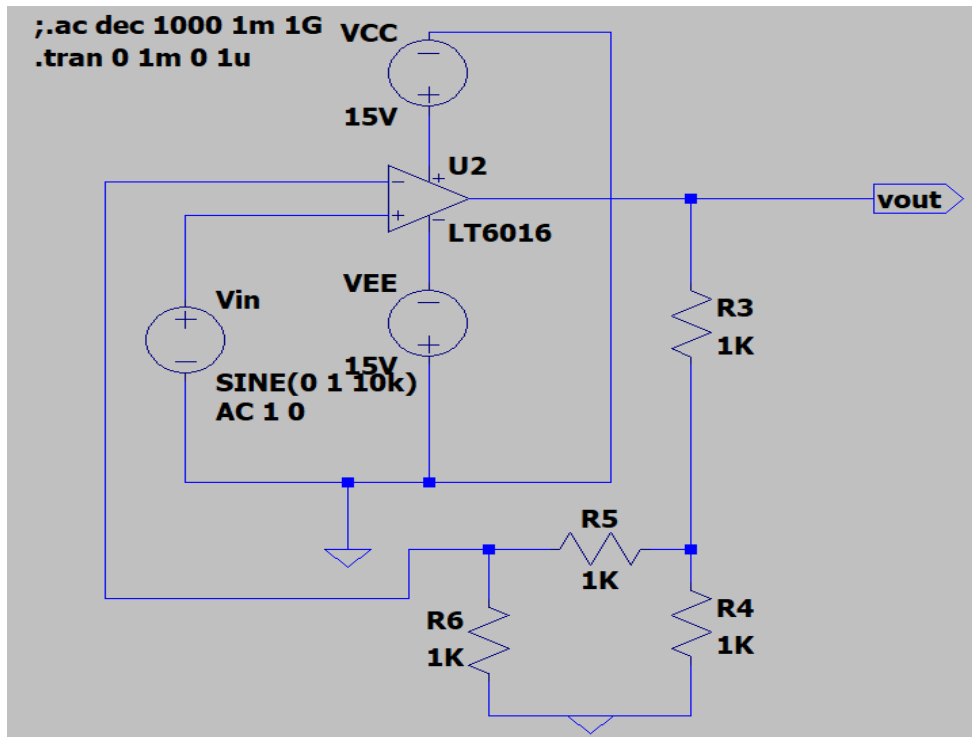 ;.ac dec 1000 1m 1G
.tran 0 1m 0 1u
VCC
15V
U2
LT6016
vout
VEE
15V
Vin
SINE(0 1 10k)
AC 1 0
R3
1K
R5
1K
R6
1K
R4
1K